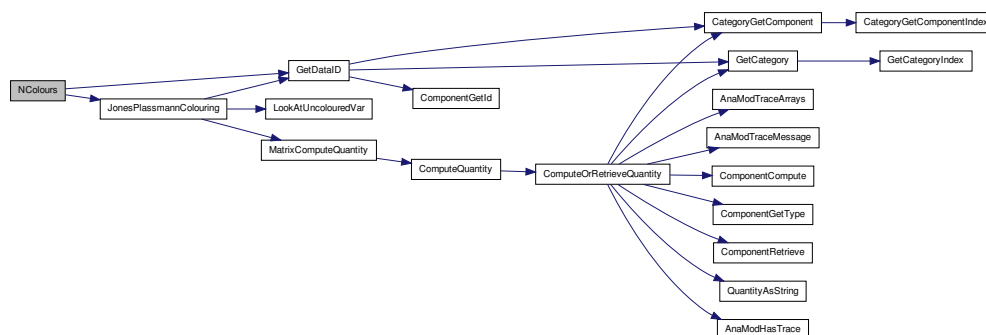 NColours
JonesPlassmannColouring
GetDataID
LookAtUncolouredVar
MatrixComputeQuantity
ComponentGetId
ComputeQuantity
ComputeOrRetrieveQuantity
CategoryGetComponent
GetCategory
AnaModTraceArrays
AnaModTraceMessage
ComponentCompute
ComponentGetType
ComponentRetrieve
QuantityAsString
AnaModHasTrace
CategoryGetComponentIndex
GetCategoryIndex